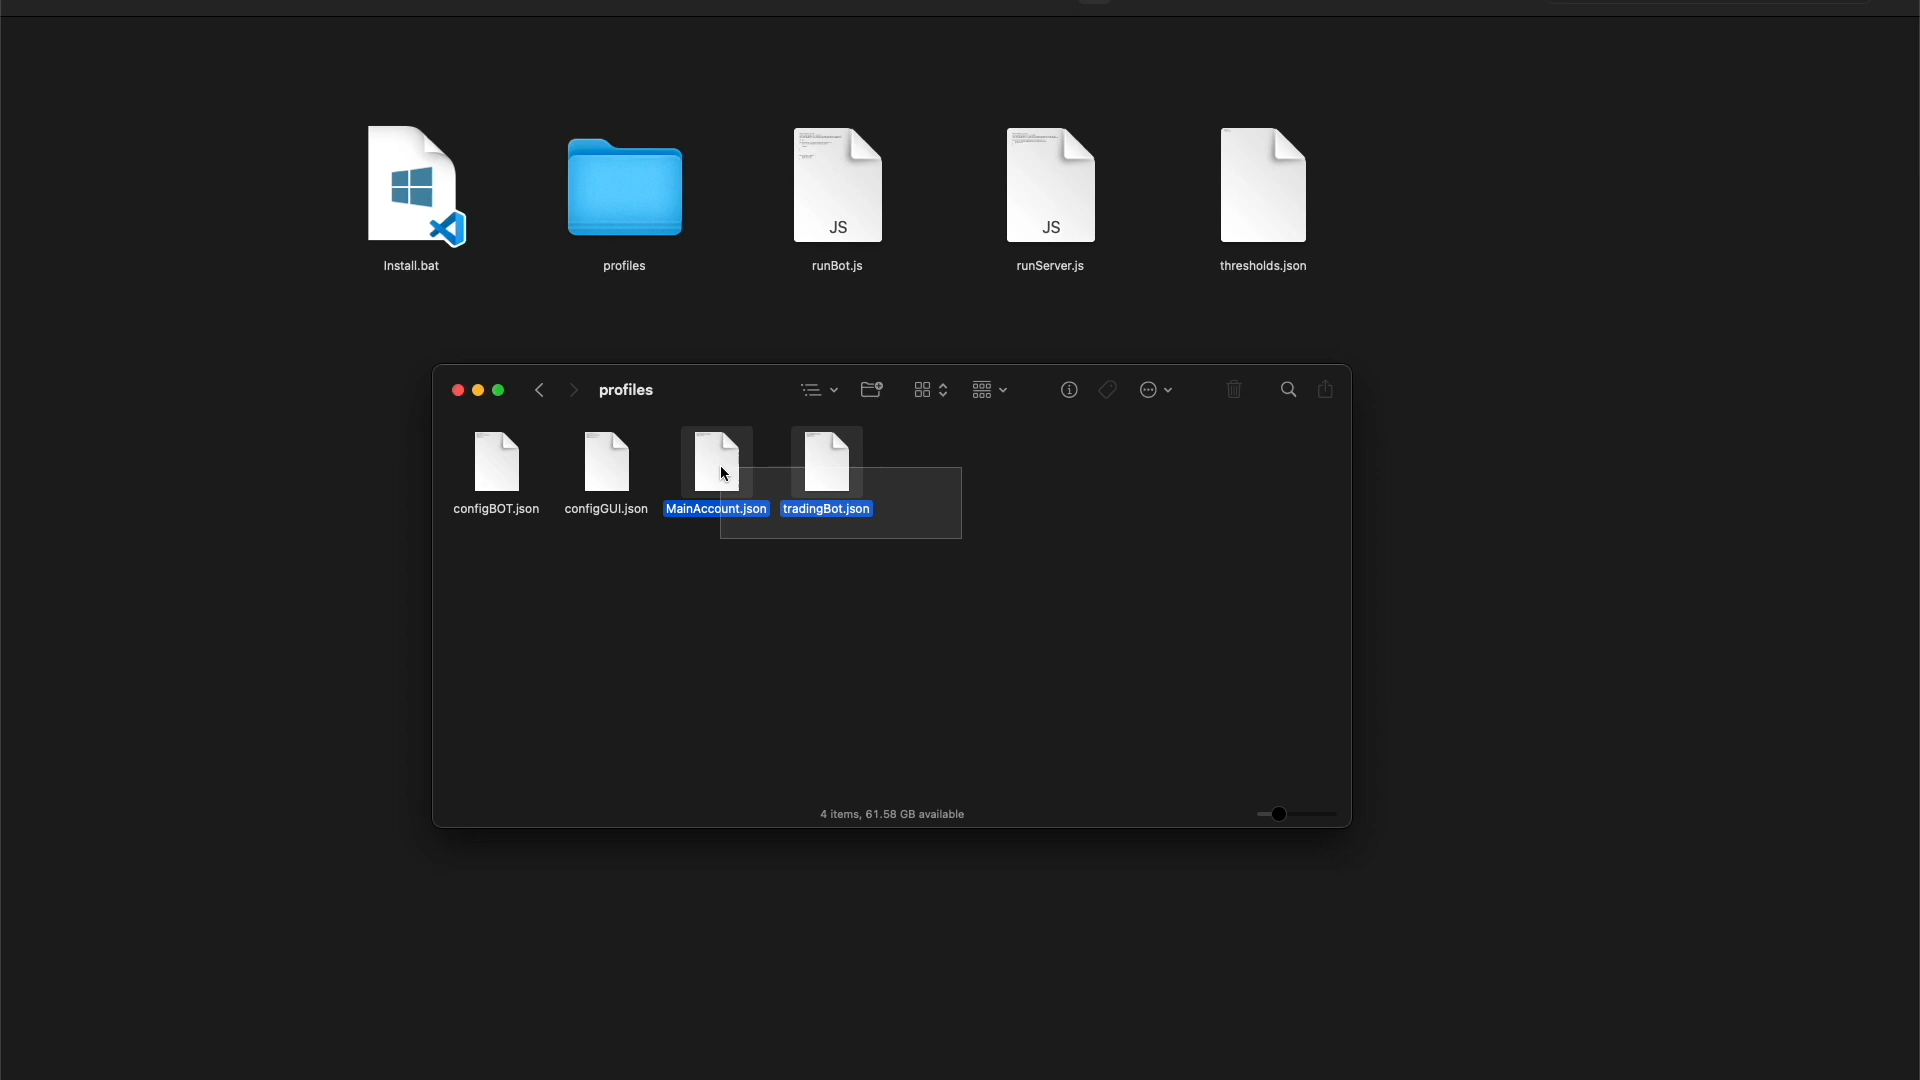 JS
JS
Install.bat
profiles
runBot.js
runServer.js
thresholds.json
profiles
configBOT.json
configGUI.json
MainAccount.json
tradingBot.json
4 items, 61.58 GB available